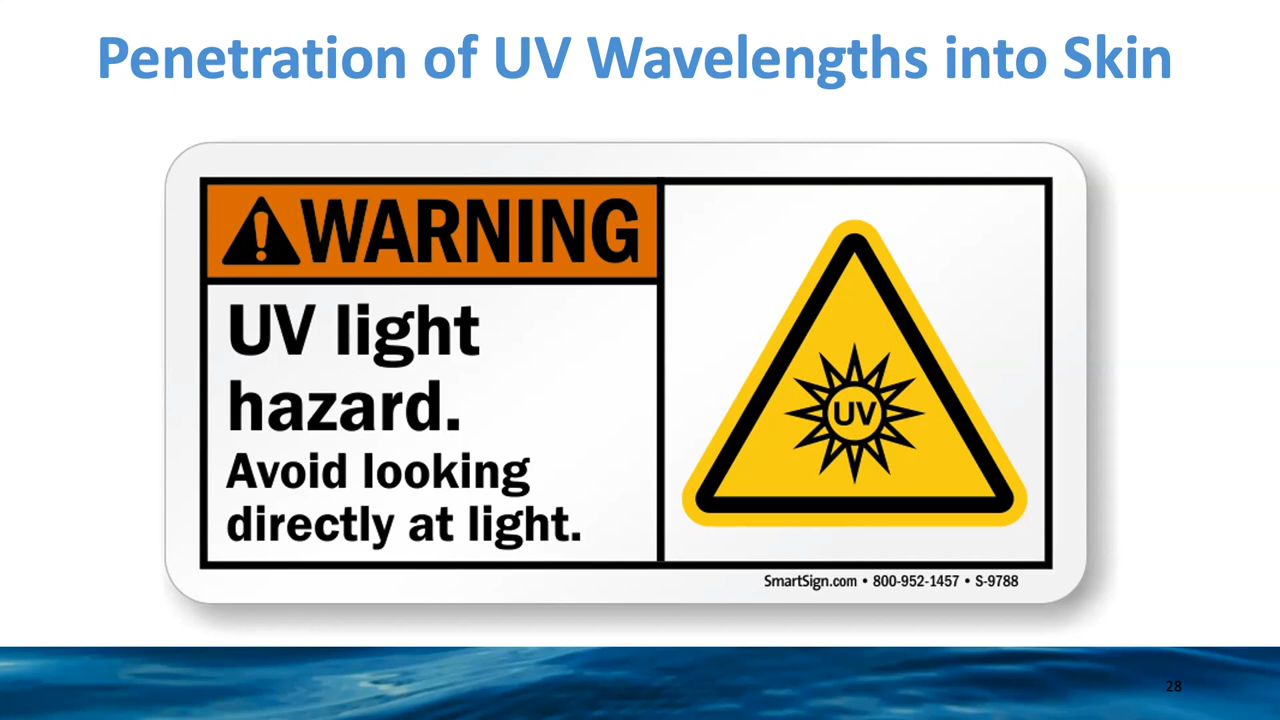 Penetration of UV Wavelengths into Skin
WARNING
UV light
hazard.
Avoid looking
directly at light.
UV
SmartSign.com • 800-952-1457 • S-9788
28